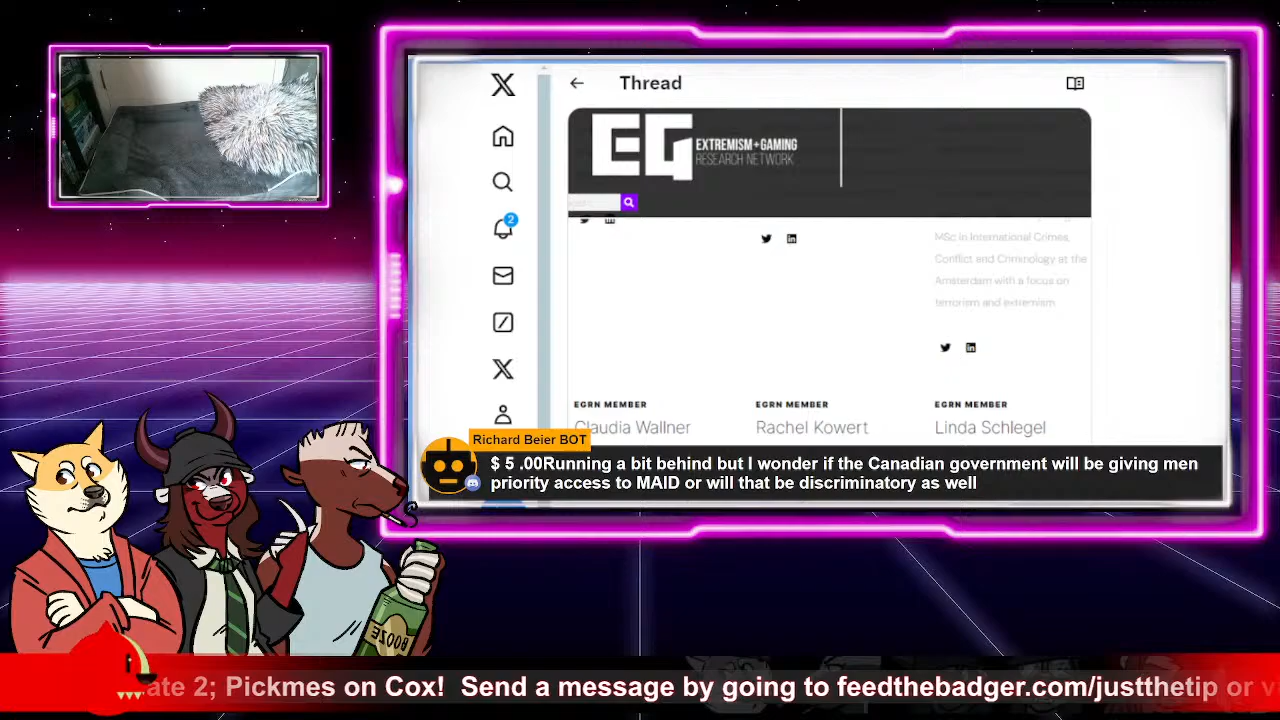 Thread
EG EXTREMISM+GAMING
RESEARCH NETWORK
2
MSc in International Crimes,
Conflict and Criminology at the
Amsterdam with a focus on
terrorism and extremism.
EGRN MEMBER EGRN MEMBER EGRN MEMBER
Claudia Wallner Rachel Kowert Linda Schlegel
Richard Beier BOT
$ 5 .00Running a bit behind but I wonder if the Canadian government will be giving men
priority access to MAID or will that be discriminatory as well
BOOZE
ate 2; Pickmes on Cox! Send a message by going to feedthebadger.com/justthetip or v